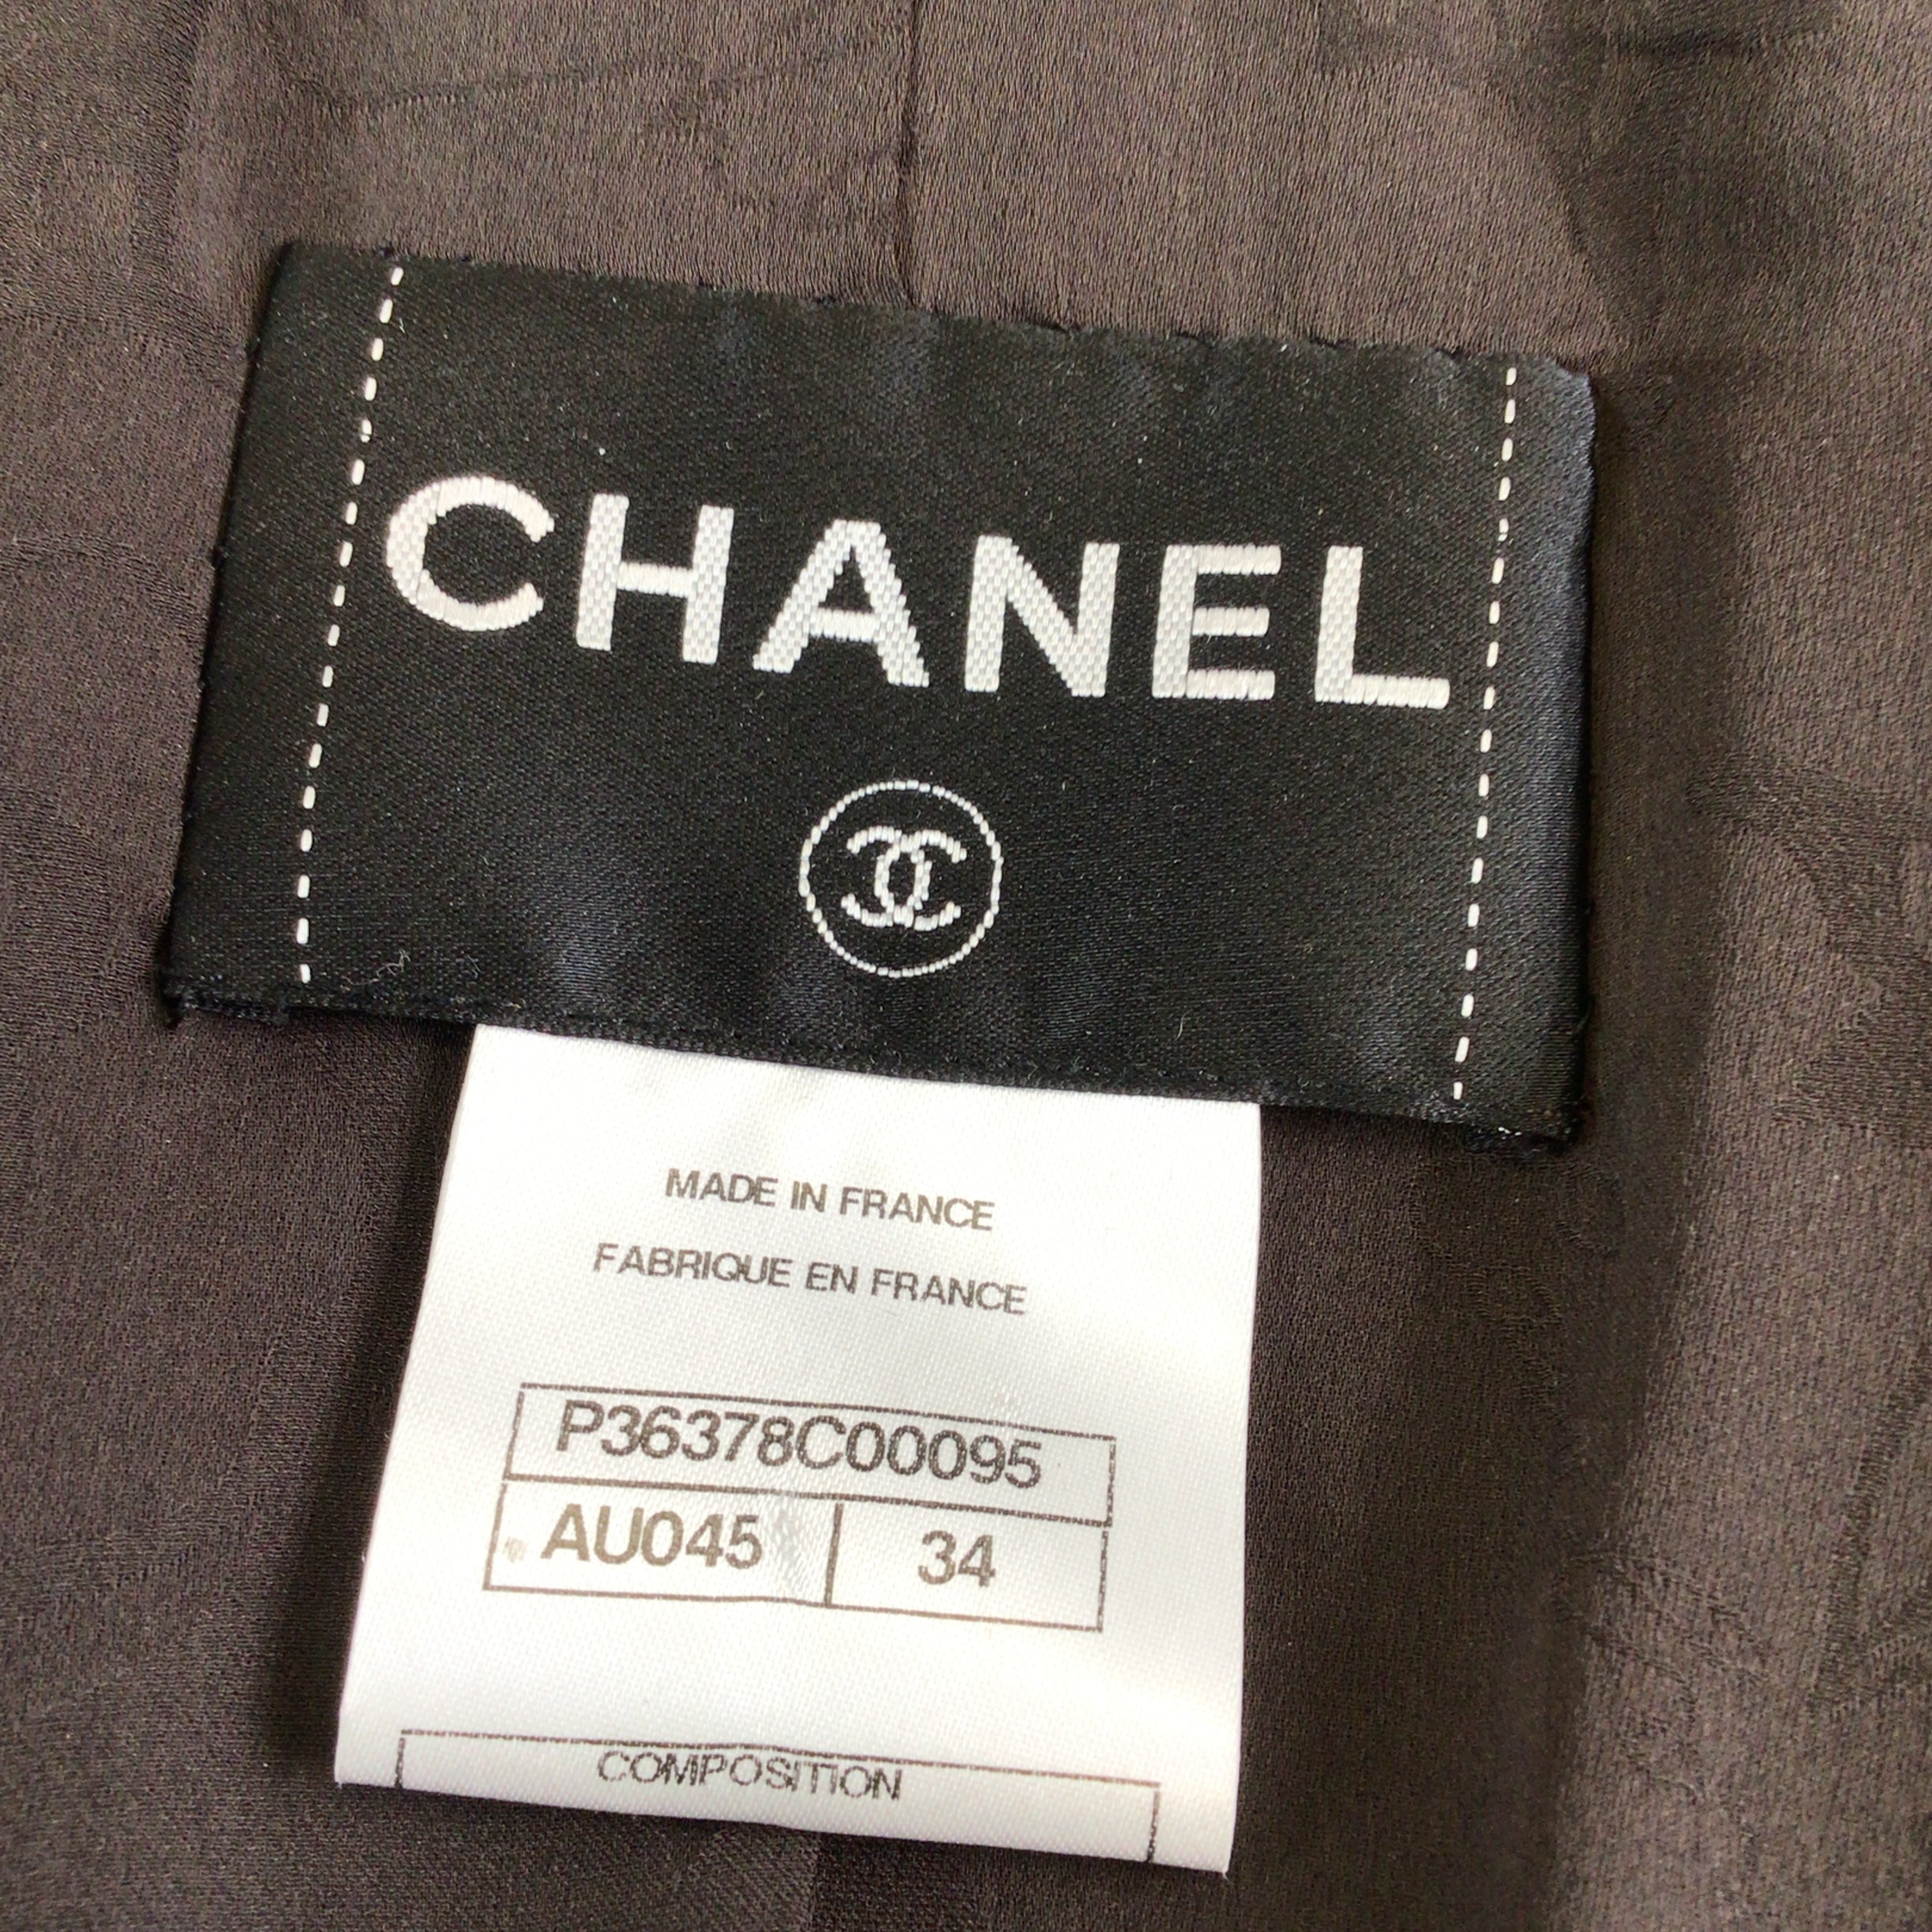 CHANEL
MADE IN FRANCE
FABRIQUE EN FRANCE
P36378C00095
AU045 34
COMPOSITION